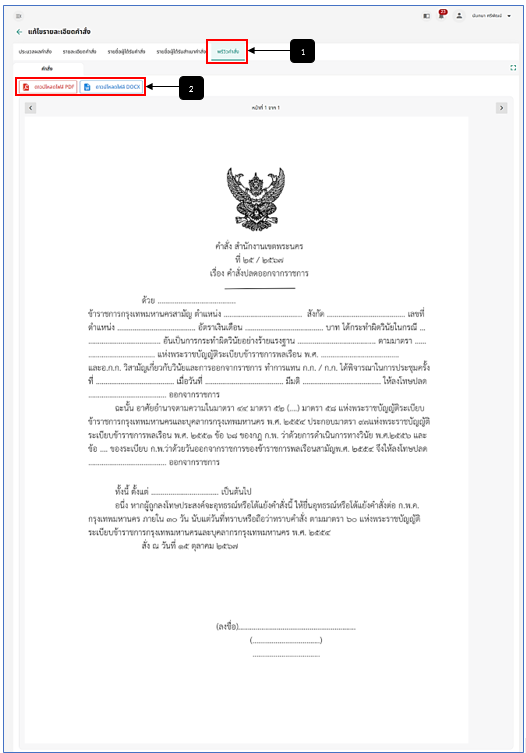 23
นันทนา ศรีพิพัฒน์
แก้ไขรายละเอียดคำสั่ง
ประมวลผลคำสั่ง รายละเอียดคำสั่ง รายชื่อผู้ได้รับคำสั่ง รายชื่อผู้ได้รับสำเนาคำสั่ง พรีวิวคำสั่ง
1
คำสั่ง
ดาวน์โหลดไฟล์ PDF ดาวน์โหลดไฟล์ DOCX
2
หน้าที่ 1 จาก 1
คำสั่ง สำนักงานเขตพระนคร
ที่ ๒๕ / ๒๕๖๗
เรื่อง คำสั่งปลดออกจากราชการ
ด้วย ........................................
ข้าราชการกรุงเทพมหานครสามัญ ตำแหน่ง ........................................ สังกัด ........................................ เลขที่
ตำแหน่ง ........................................ อัตราเงินเดือน ........................................ บาท ได้กระทำผิดวินัยในกรณี ...
........................................ อันเป็นการกระทำผิดวินัยอย่างร้ายแรงฐาน ........................................ ตามมาตรา ......
.................................. แห่งพระราชบัญญัติระเบียบข้าราชการพลเรือน พ.ศ. ........................................
และอ.ก.ก. วิสามัญเกี่ยวกับวินัยและการออกจากราชการ ทำการแทน ก.ก. / ก.ก. ได้พิจารณาในการประชุมครั้ง
ที่ ........................................ เมื่อวันที่ ........................................ มีมติ ........................................ ให้ลงโทษปลด
........................................ ออกจากราชการ
ฉะนั้น อาศัยอำนาจตามความในมาตรา ๔๔ มาตรา ๕๒ (....) มาตรา ๕๘ แห่งพระราชบัญญัติระเบียบ
ข้าราชการกรุงเทพมหานครและบุคลากรกรุงเทพมหานคร พ.ศ. ๒๕๕๔ ประกอบมาตรา ๙๗แห่งพระราชบัญญัติ
ระเบียบข้าราชการพลเรือน พ.ศ. ๒๕๕๑ ข้อ ๖๘ ของกฎ ก.พ. ว่าด้วยการดำเนินการทางวินัย พ.ศ.๒๕๕๖ และ
ข้อ .... ของระเบียบ ก.พ.ว่าด้วยวันออกจากราชการของข้าราชการพลเรือนสามัญพ.ศ. ๒๕๕๔ จึงให้ลงโทษปลด
........................................ ออกจากราชการ
ทั้งนี้ ตั้งแต่ .................................. เป็นต้นไป
อนึ่ง หากผู้ถูกลงโทษประสงค์จะอุทธรณ์หรือโต้แย้งคำสั่งนี้ ให้ยื่นอุทธรณ์หรือโต้แย้งคำสั่งต่อ ก.พ.ค.
กรุงเทพมหานคร ภายใน ๓๐ วัน นับแต่วันที่ทราบหรือถือว่าทราบคำสั่ง ตามมาตรา ๖๐ แห่งพระราชบัญญัติ
ระเบียบข้าราชการกรุงเทพมหานครและบุคลากรกรุงเทพมหานคร พ.ศ. ๒๕๕๔
สั่ง ณ วันที่ ๑๕ ตุลาคม ๒๕๖๗
(ลงชื่อ)............................................................
(...................................)
...................................